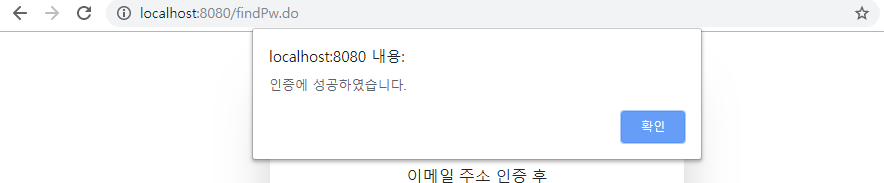 localhost:8080/findPw.do
localhost:8080 내용:
인증에 성공하였습니다.
확인
이메일 주소 인증 후